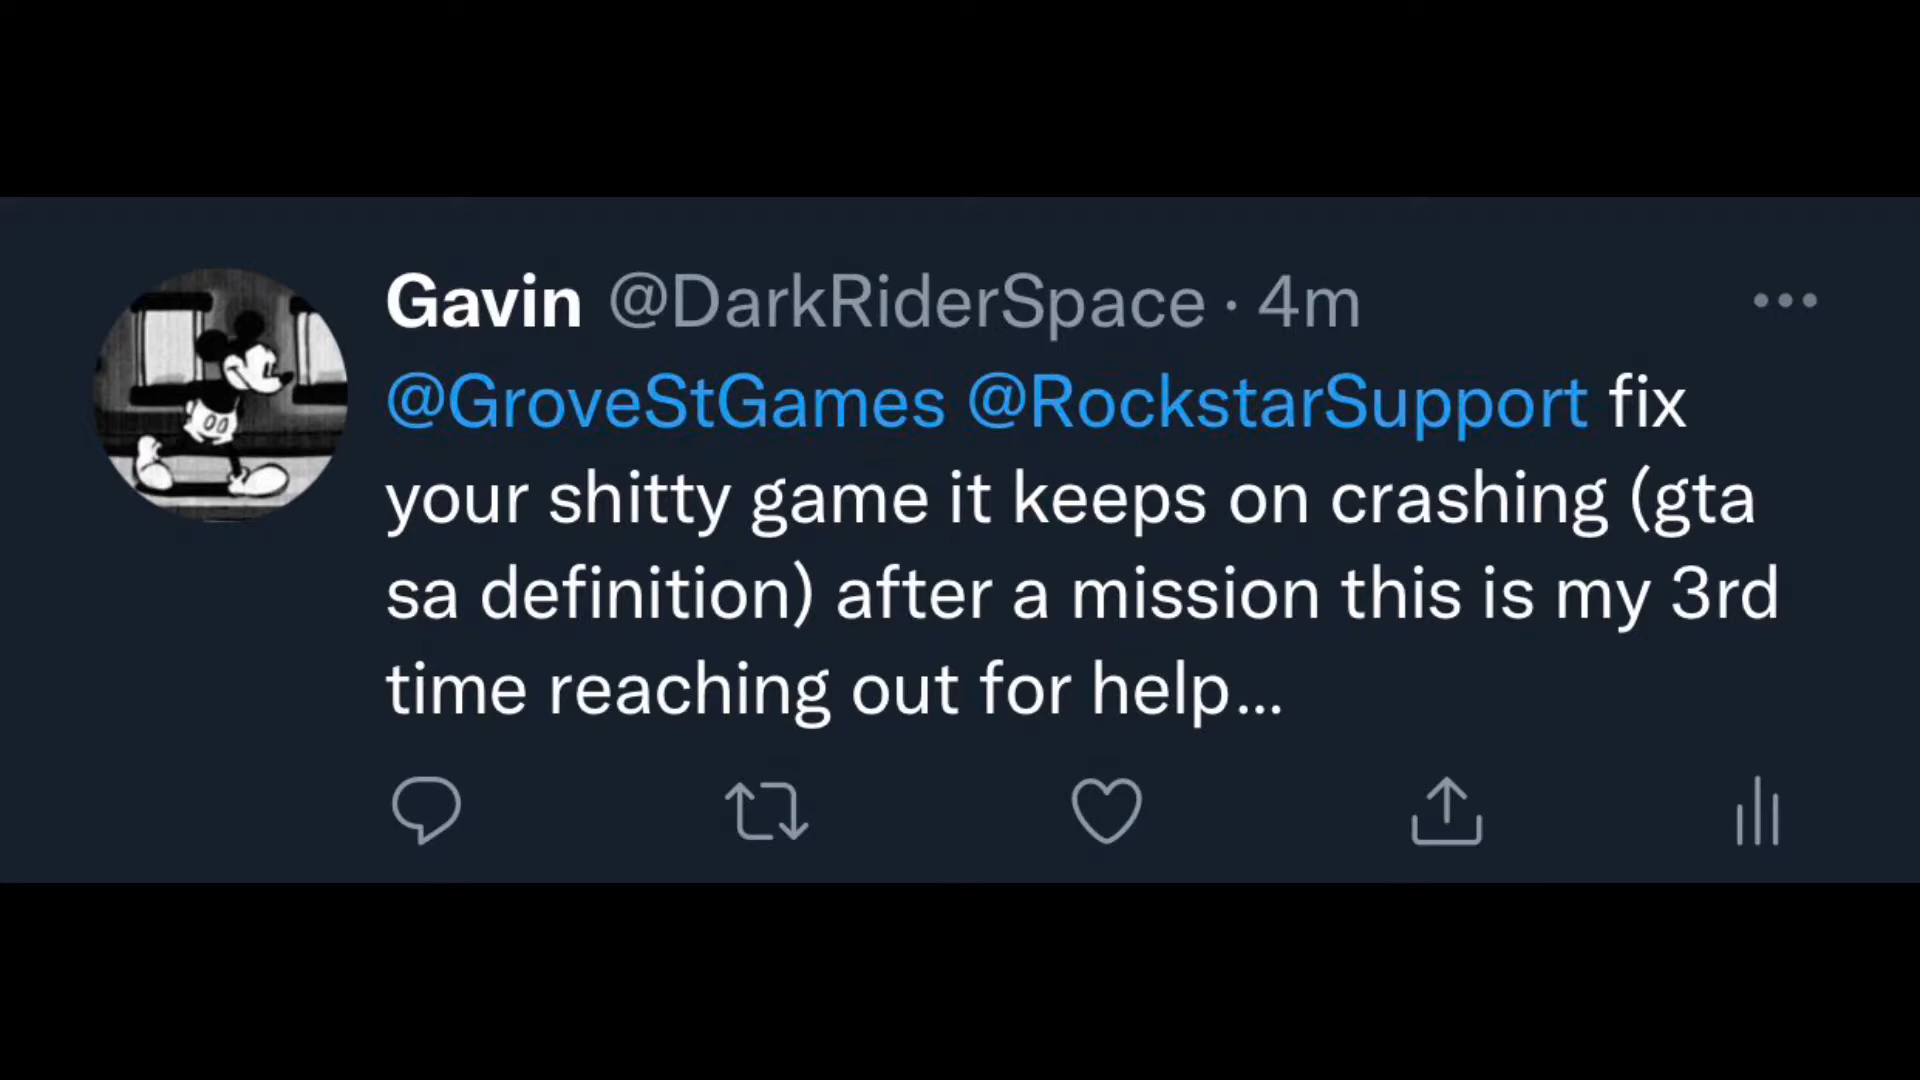 Gavin @DarkRiderSpace · 4m
@GroveStGames @RockstarSupport fix
your shitty game it keeps on crashing (gta
sa definition) after a mission this is my 3rd
time reaching out for help...